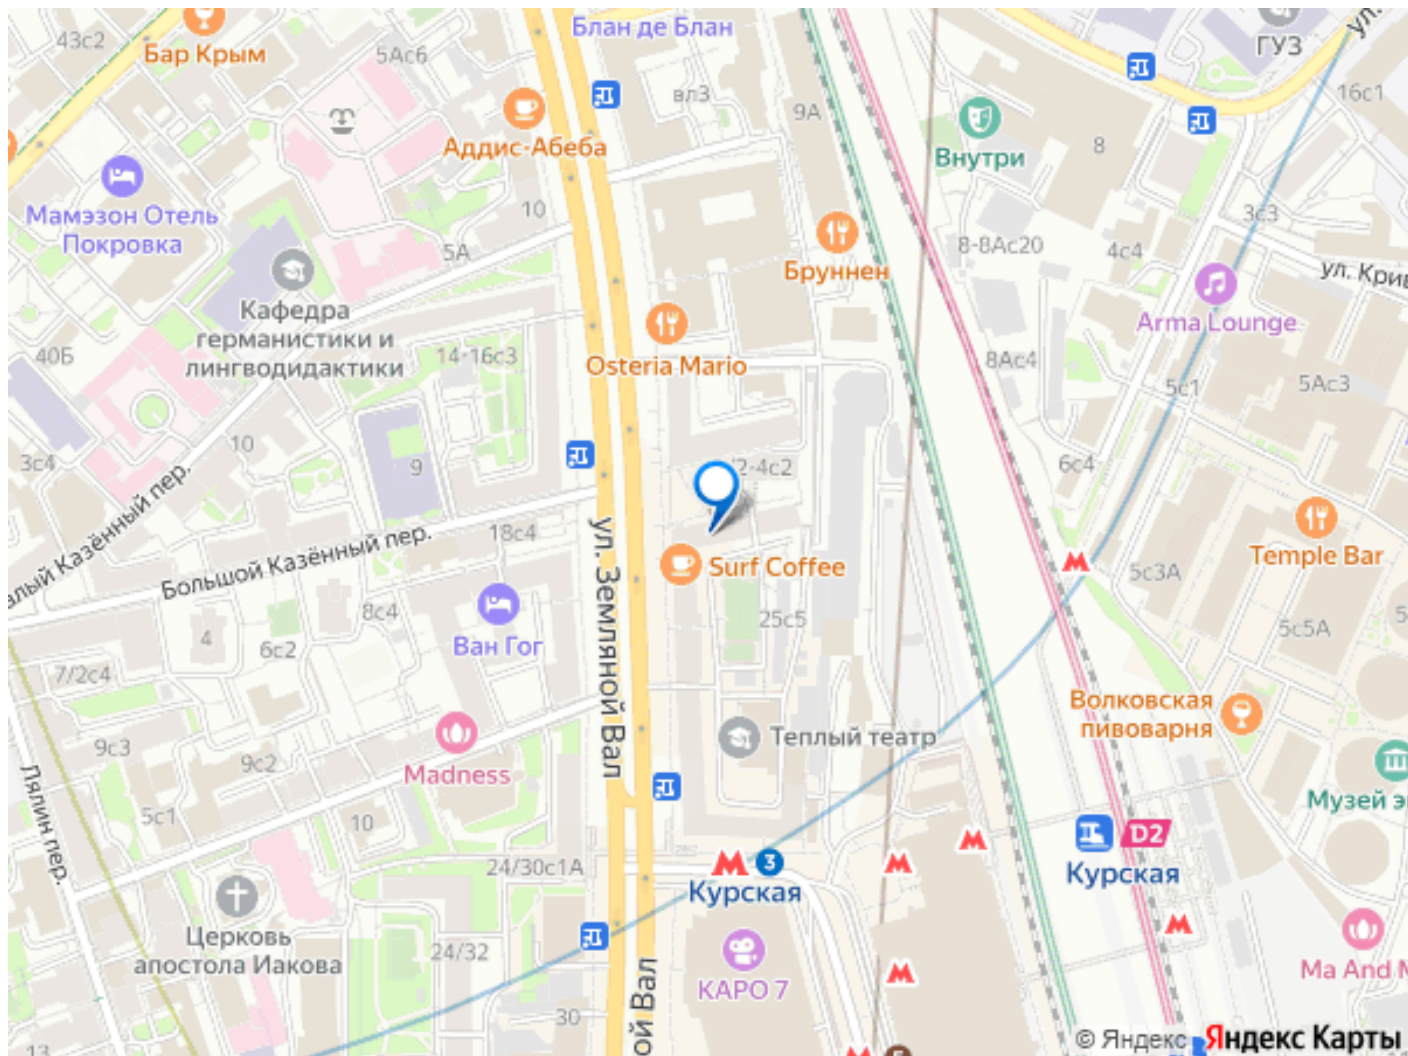 43с2
Бар Крым
5Ас6
Блан де Блан
ГУЗ
ул.
вл3
9А
16с1
Аддис-Абеба
Внутри
8
Мамэзон Отель
Покровка
10
5А
3с3
8-8Ас20
4с4
Бруннен
ул. Крив
Кафедра
германистики и
лингводидактики
Arma Lounge
40Б
14-16с3
Osteria Mario
8Ас4
5с1
5Ас3
10
3с4
9
/2-4с2
6с4
Малый Казённый пер.
Большой Казённый пер.
18с4
ул. Земляной Вал
Surf Coffee
Temple Bar
5с3А
8с4
25с5
4
6с2
Ван Гог
5с5А
5-
7/2с4
Волковская
пивоварня
9с3
9с2
Madness
Теплый театр
Лялин пер.
5с1
10
Музей э
D2
3
Курская
Курская
24/30с1А
Церковь
апостола Иакова
24/32
КАРО 7
Ma And M
30
ой Вал
13
© Яндекс Яндекс Карты